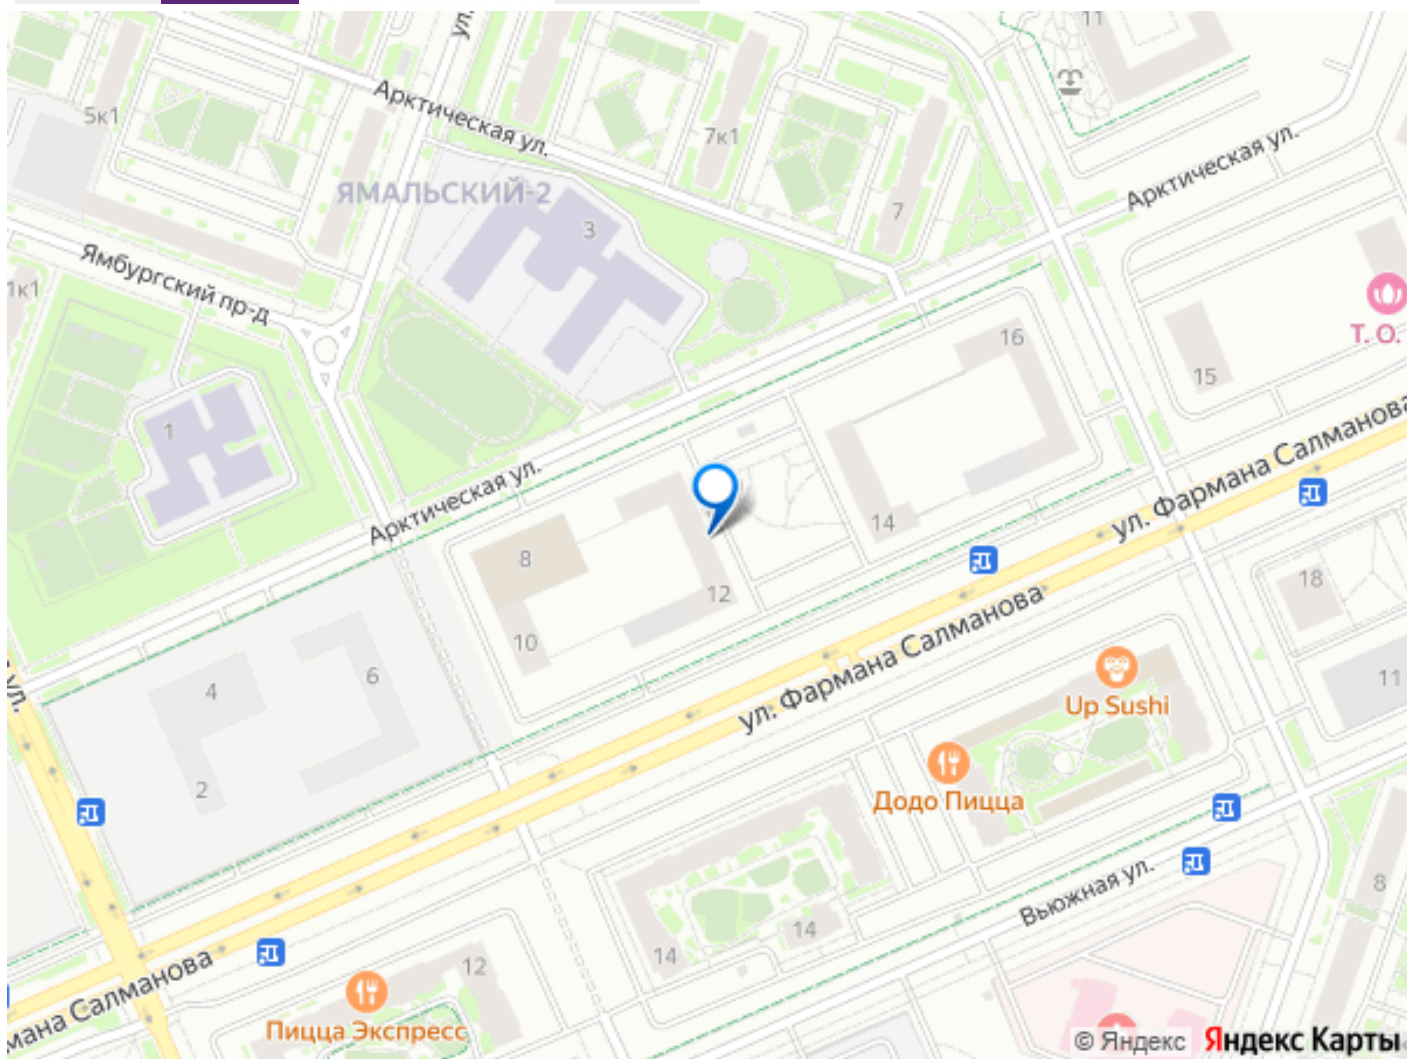 ул.
11
Арктическая ул.
5к1
7к1
Арктическая ул.
ЯМАЛЬСКИЙ-2
3
7
Ямбургский пр-д
1к1
16
Т. О.
15
1
ул. Фармана Салманова
Арктическая ул.
14
8
12
18
10
ул. Фармана Салманова
6
4
11
ул.
Up Sushi
2
Додо Пицца
Вьюжная ул.
8
14
14
12
мана Салманова
Пицца Экспресс
© Яндекс Яндекс Карты